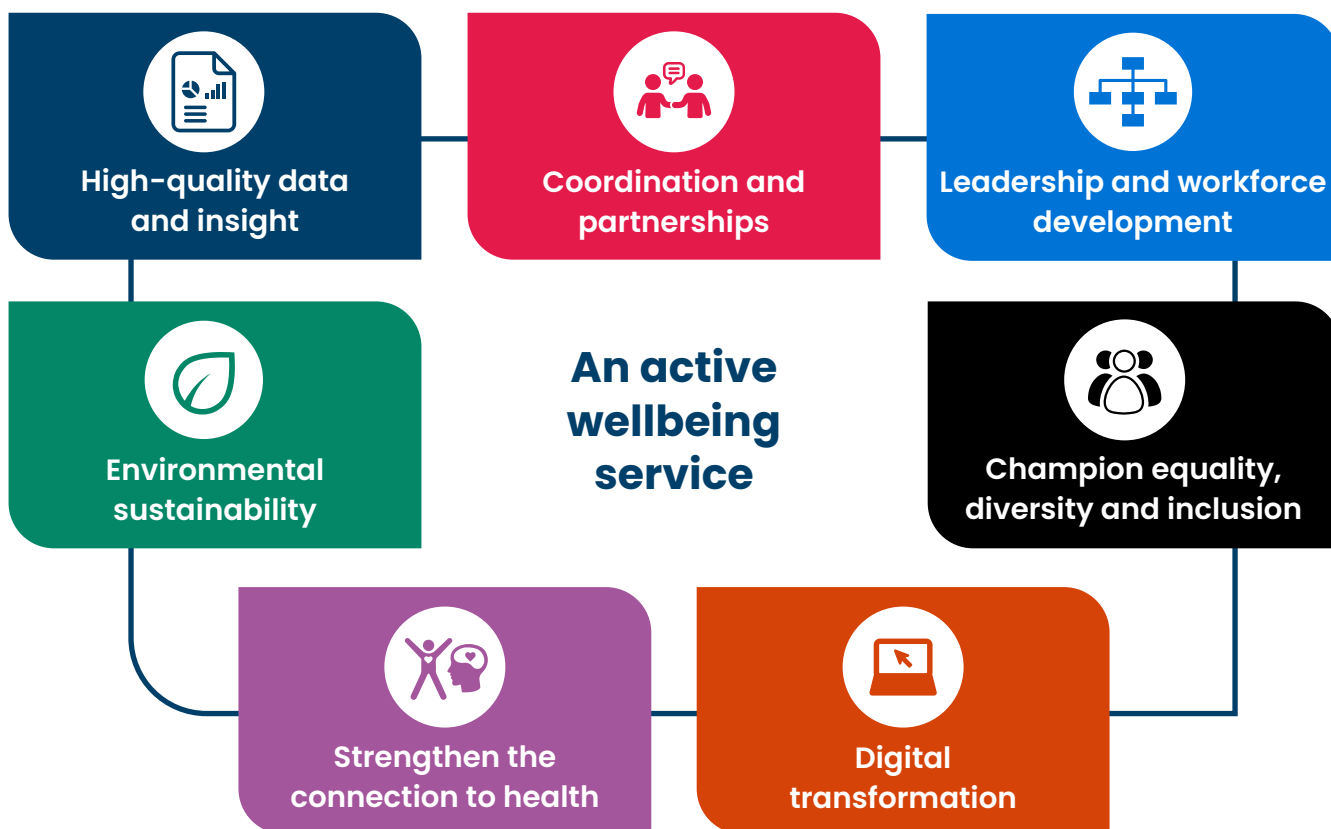 High-quality data
and insight
Coordination and
partnerships
Leadership and workforce
development
Environmental
sustainability
An active
wellbeing
service
Champion equality,
diversity and inclusion
Strengthen the
connection to health
Digital
transformation